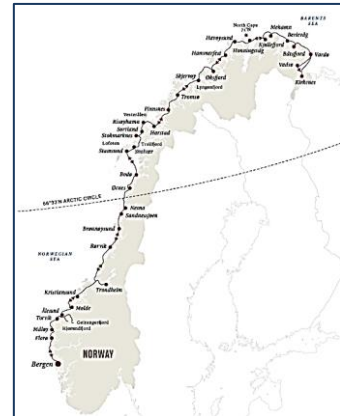 BARENTS
SEA
North Cape
71°N
Mehamn
Berlevåg
Honningsvåg
Kjøllefjord
Båtsfjord
Vardø
Havøysund
Hammerfest
Vadsø
Kirkenes
Øksfjord
Skjervøy
Lyngenfjord
Tromsø
Finnsnes
Vesterålen
Risøyhamn
Harstad
Sortland
Stokmarknes
Lofoten
Trollfjord
Stamsund
Svolvær
Bodø
Ørnes
66°33'N ARCTIC CIRCLE
Nesna
Sandnessjøen
Brønnøysund
NORWEGIAN
SEA
Rørvik
Kristiansund
Trondheim
Molde
Ålesund
Geirangerfjord
Torvik
Hjørundfjord
Måløy
Florø
NORWAY
Bergen